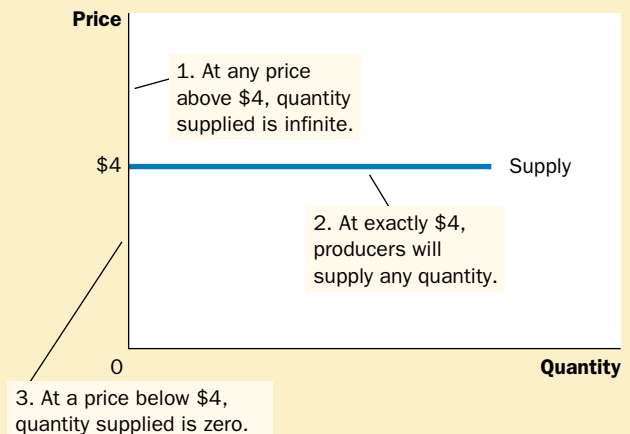 Price
1. At any price
above $4, quantity
supplied is infinite.
$4
Supply
2. At exactly $4,
producers will
supply any quantity.
0
Quantity
3. At a price below $4,
quantity supplied is zero.